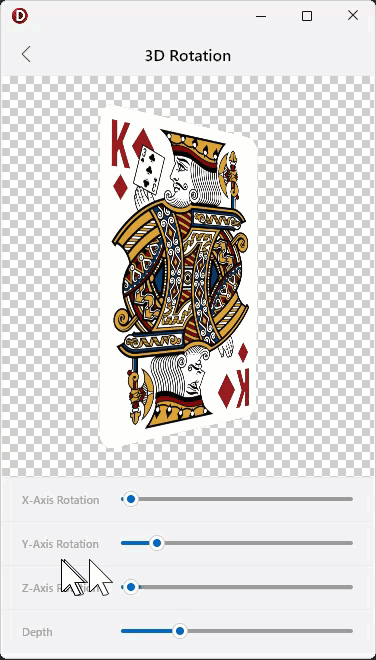 D
3D Rotation
K
K
X-Axis Rotation
Y-Axis Rotation
Z-Axis
Depth